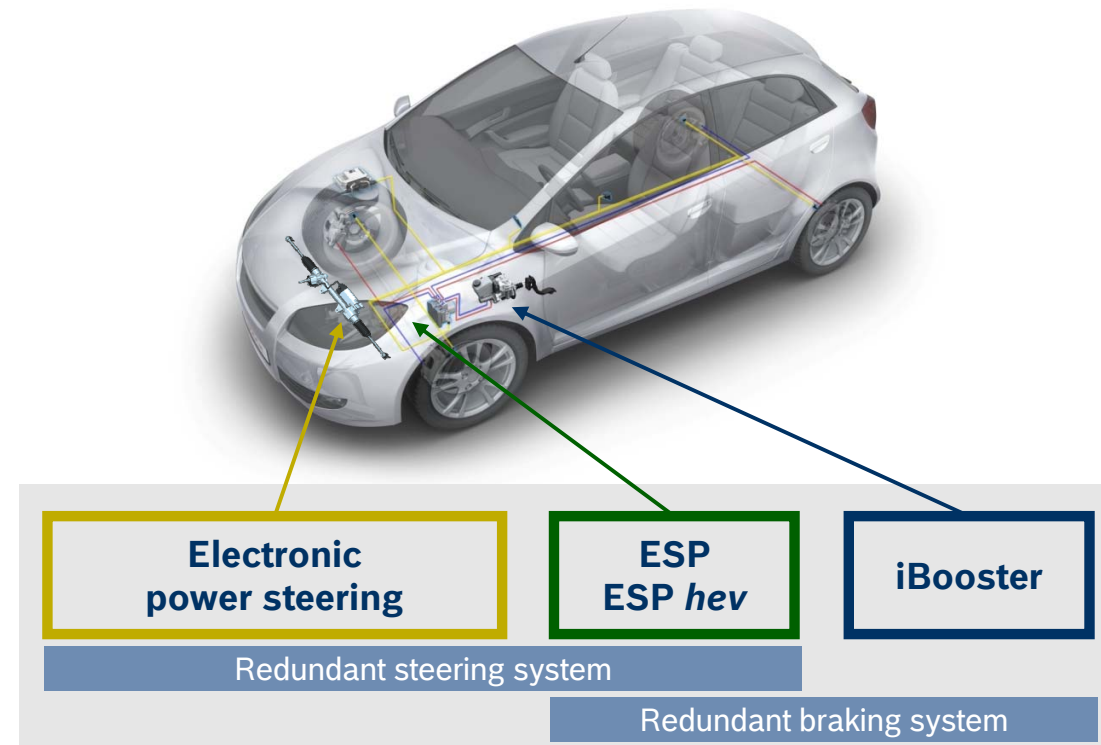 Electronic
power steering
ESP
ESP hev
iBooster
Redundant steering system
Redundant braking system